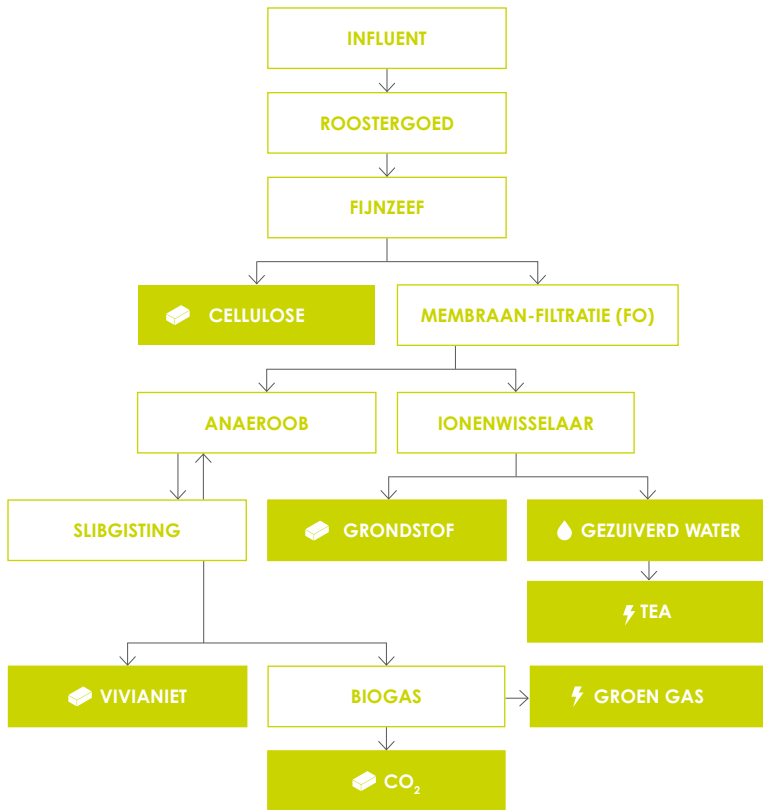 INFLUENT
ROOSTERGOED
FIJNZEEF
CELLULOSE
MEMBRAAN-FILTRATIE (FO)
ANAEROOB
IONENWISSELAAR
SLIBGISTING
GRONDSTOF
GEZUIVERD WATER
TEA
VIVIANIET
BIOGAS
GROEN GAS
CO₂